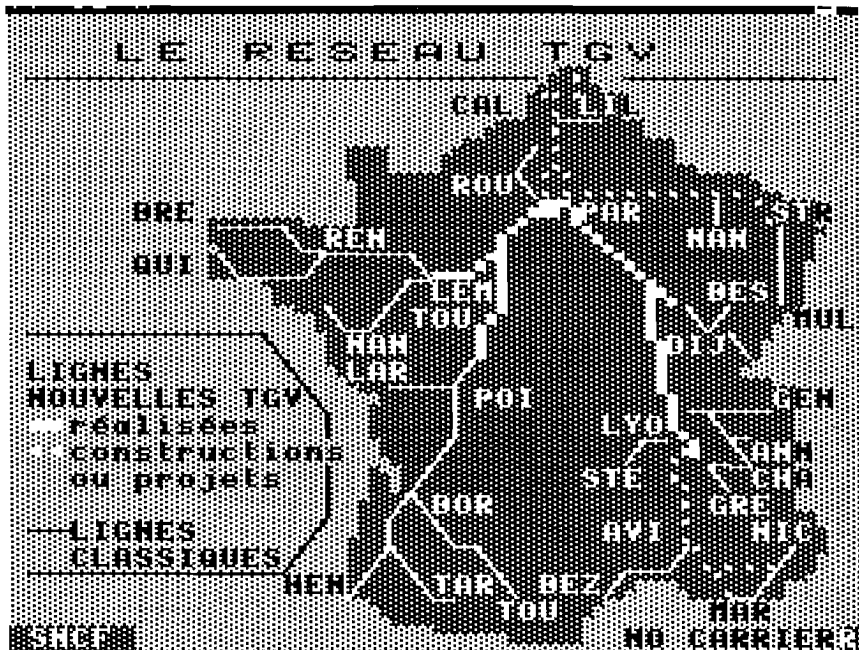 LE RESEAU TGV
CAL LIL
ROU
BRE PAR STR
REN NAN
QUI
LEM BES
TOU MUL
NAN DIJ
LIGNES LAR
NOUVELLES TGV POI GEN
réalisées LYO
constructions ANN
ou projets STE CHA
BOR GRE
LIGNES AVI NIC
CLASSIQUES
HEN TAR BEZ
TOU MAR
SNCF NO CARRIER